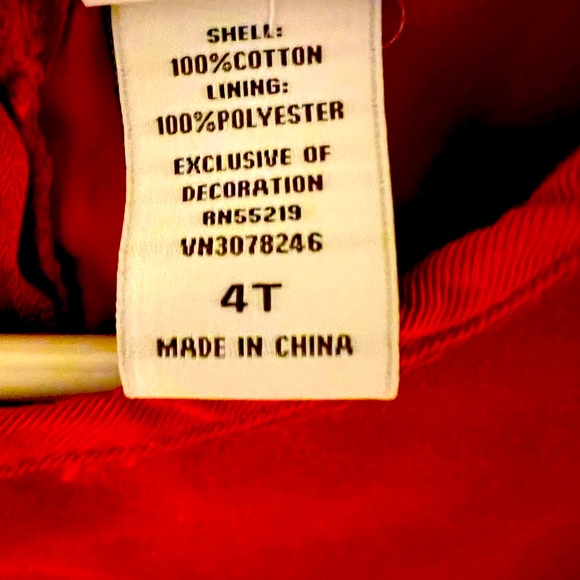 SHELL:
100%COTTON
LINING:
100%POLYESTER
EXCLUSIVE OF
DECORATION
RN55219
VN3078246
4T
MADE IN CHINA